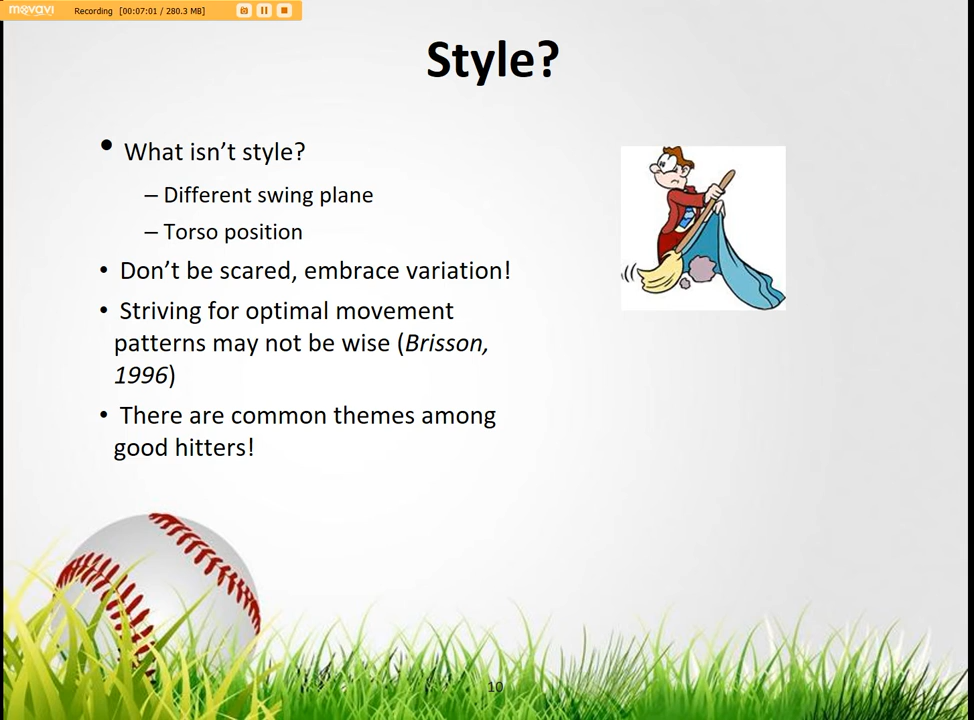 movavi Recording [00:07:01 / 280.3 MB]
Style?
• What isn't style?
– Different swing plane
– Torso position
• Don't be scared, embrace variation!
• Striving for optimal movement
patterns may not be wise (Brisson,
1996)
• There are common themes among
good hitters!
10